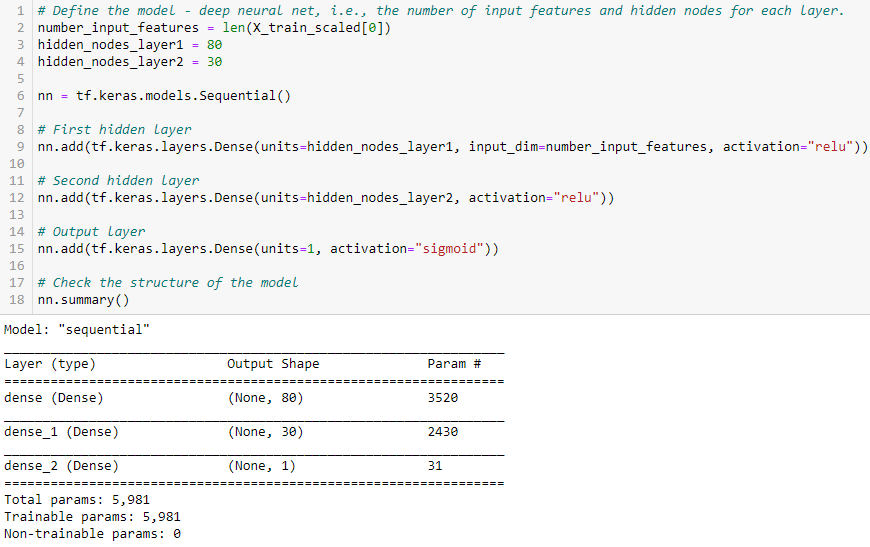 1 # Define the model - deep neural net, i.e., the number of input features and hidden nodes for each layer.
2 number_input_features = len(X_train_scaled[0])
3 hidden_nodes_layer1 = 80
4 hidden_nodes_layer2 = 30
5
6 nn = tf.keras.models.Sequential()
7
8 # First hidden layer
9 nn.add(tf.keras.layers.Dense(units=hidden_nodes_layer1, input_dim=number_input_features, activation="relu"))
10
11 # Second hidden layer
12 nn.add(tf.keras.layers.Dense(units=hidden_nodes_layer2, activation="relu"))
13
14 # Output layer
15 nn.add(tf.keras.layers.Dense(units=1, activation="sigmoid"))
16
17 # Check the structure of the model
18 nn.summary()
Model: "sequential"
Layer (type) Output Shape Param #
dense (Dense) (None, 80) 3520
dense_1 (Dense) (None, 30) 2430
dense_2 (Dense) (None, 1) 31
Total params: 5,981
Trainable params: 5,981
Non-trainable params: 0